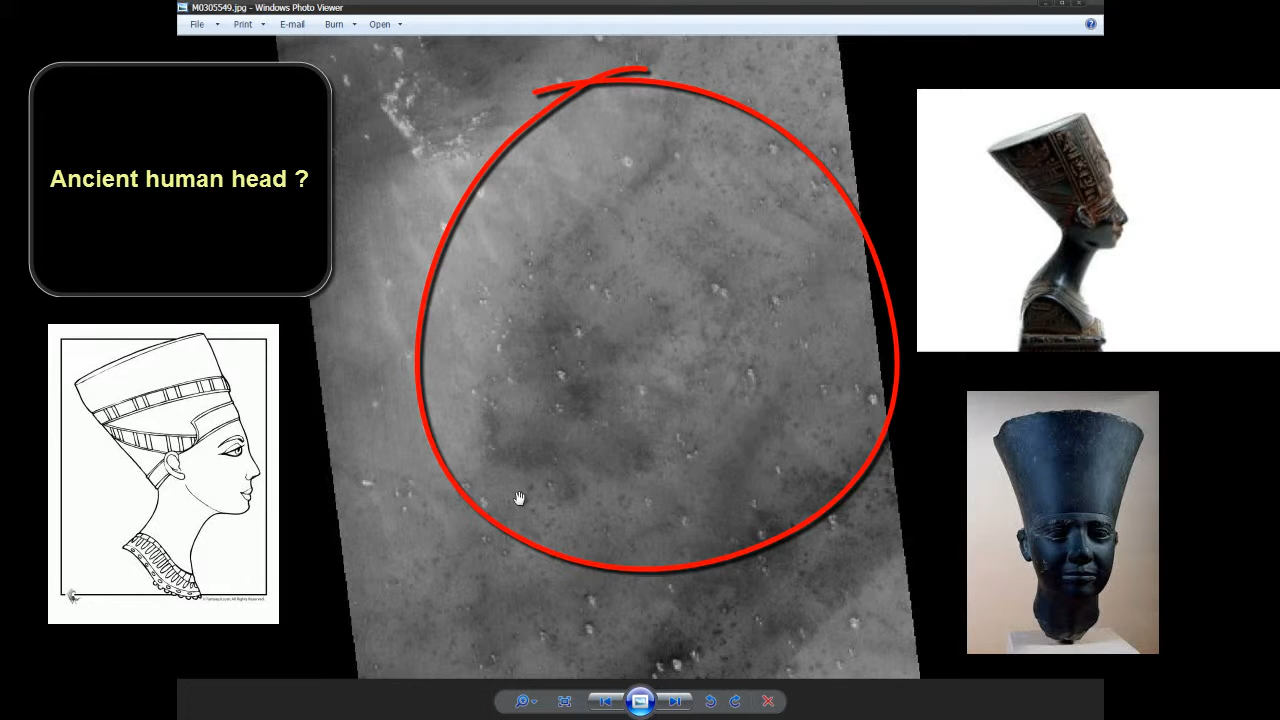 M0305549.jpg - Windows Photo Viewer
File Print E-mail Burn Open
Ancient human head ?